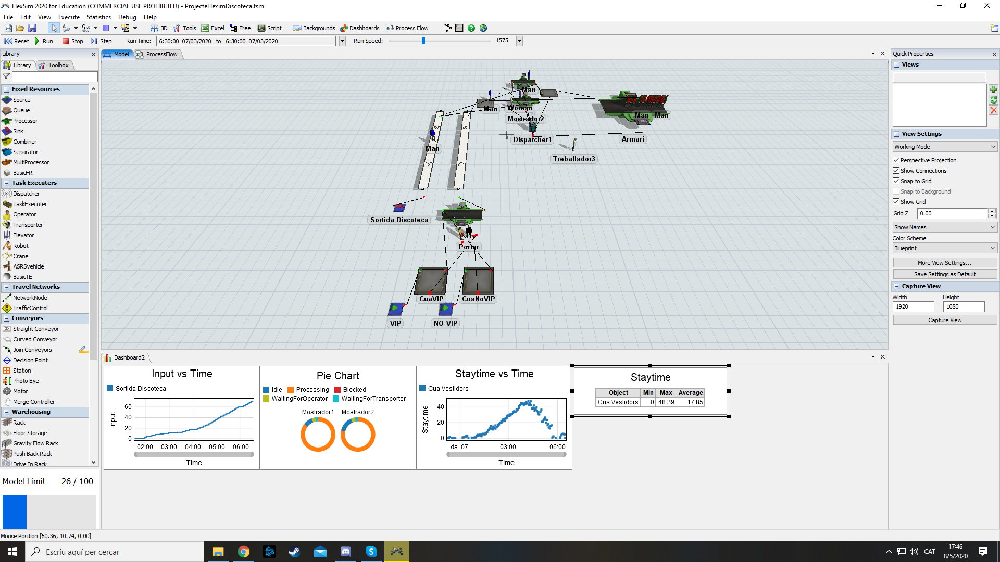 FlexSim 2020 for Education (COMMERCIAL USE PROHIBITED) - ProjecteFleximDiscoteca.fsm
File Edit View Execute Statistics Debug Help
3D Tools Excel Tree Script Backgrounds Dashboards Process Flow
Reset Run Stop Step Run Time: 6:30:00 07/03/2020 to 6:30:00 07/03/2020 Run Speed: 1575
Library
Library Toolbox
Fixed Resources
Source
Queue
Processor
Sink
Combiner
Separator
MultiProcessor
BasicFR
Task Executers
Dispatcher
TaskExecuter
Operator
Transporter
Elevator
Robot
Crane
ASRSvehicle
BasicTE
Travel Networks
NetworkNode
TrafficControl
Conveyors
Straight Conveyor
Curved Conveyor
Join Conveyors
Decision Point
Station
Photo Eye
Motor
Merge Controller
Warehousing
Rack
Floor Storage
Gravity Flow Rack
Push Back Rack
Drive In Rack
Model Limit 26 / 100
Model ProcessFlow
Man
Man
Woman
Man Man
Mostrador2
Dispatcher1
Armari
Man
Treballador3
Sortida Discoteca
Porter
CuaVIP CuaNoVIP
VIP NO VIP
Dashboard2
Input vs Time
Sortida Discoteca
Input
60
40
20
0
02:00 03:00 04:00 05:00 06:00
Time
Pie Chart
Idle Processing Blocked
WaitingForOperator WaitingForTransporter
Mostrador1 Mostrador2
Staytime vs Time
Cua Vestidors
Staytime
40
20
0
ds. 07 03:00 06:00
Time
Staytime
Object Min Max Average
Cua Vestidors 0 48.39 17.85
Quick Properties
Views
View Settings
Working Mode
Perspective Projection
Show Connections
Snap to Grid
Snap to Background
Show Grid
Grid Z 0.00
Show Names
Color Scheme
Blueprint
More View Settings...
Save Settings as Default
Capture View
Width Height
1920 1080
Capture View
Mouse Position [60.36, 10.74, 0.00]
Escriu aquí per cercar
CAT
17:46
8/5/2020